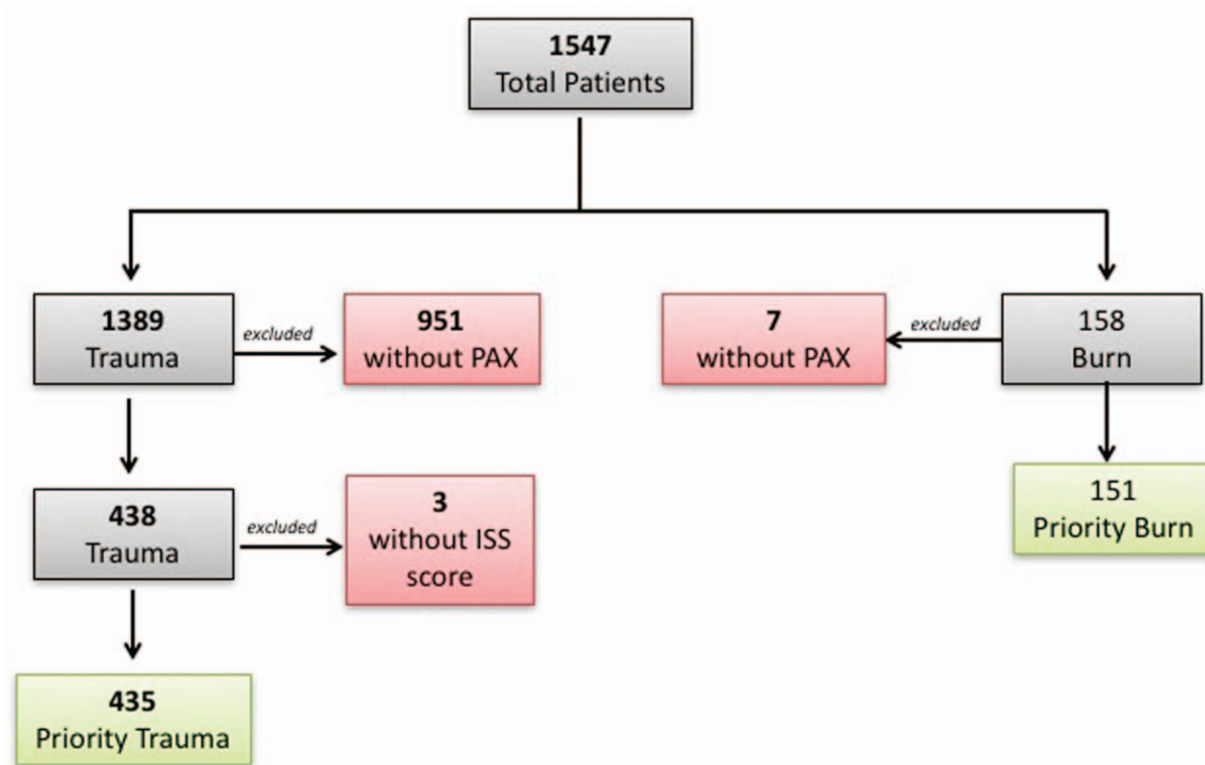 1547
Total Patients
1389
Trauma
excluded
951
without PAX
7
without PAX
excluded
158
Burn
438
Trauma
excluded
3
without ISS
score
151
Priority Burn
435
Priority Trauma